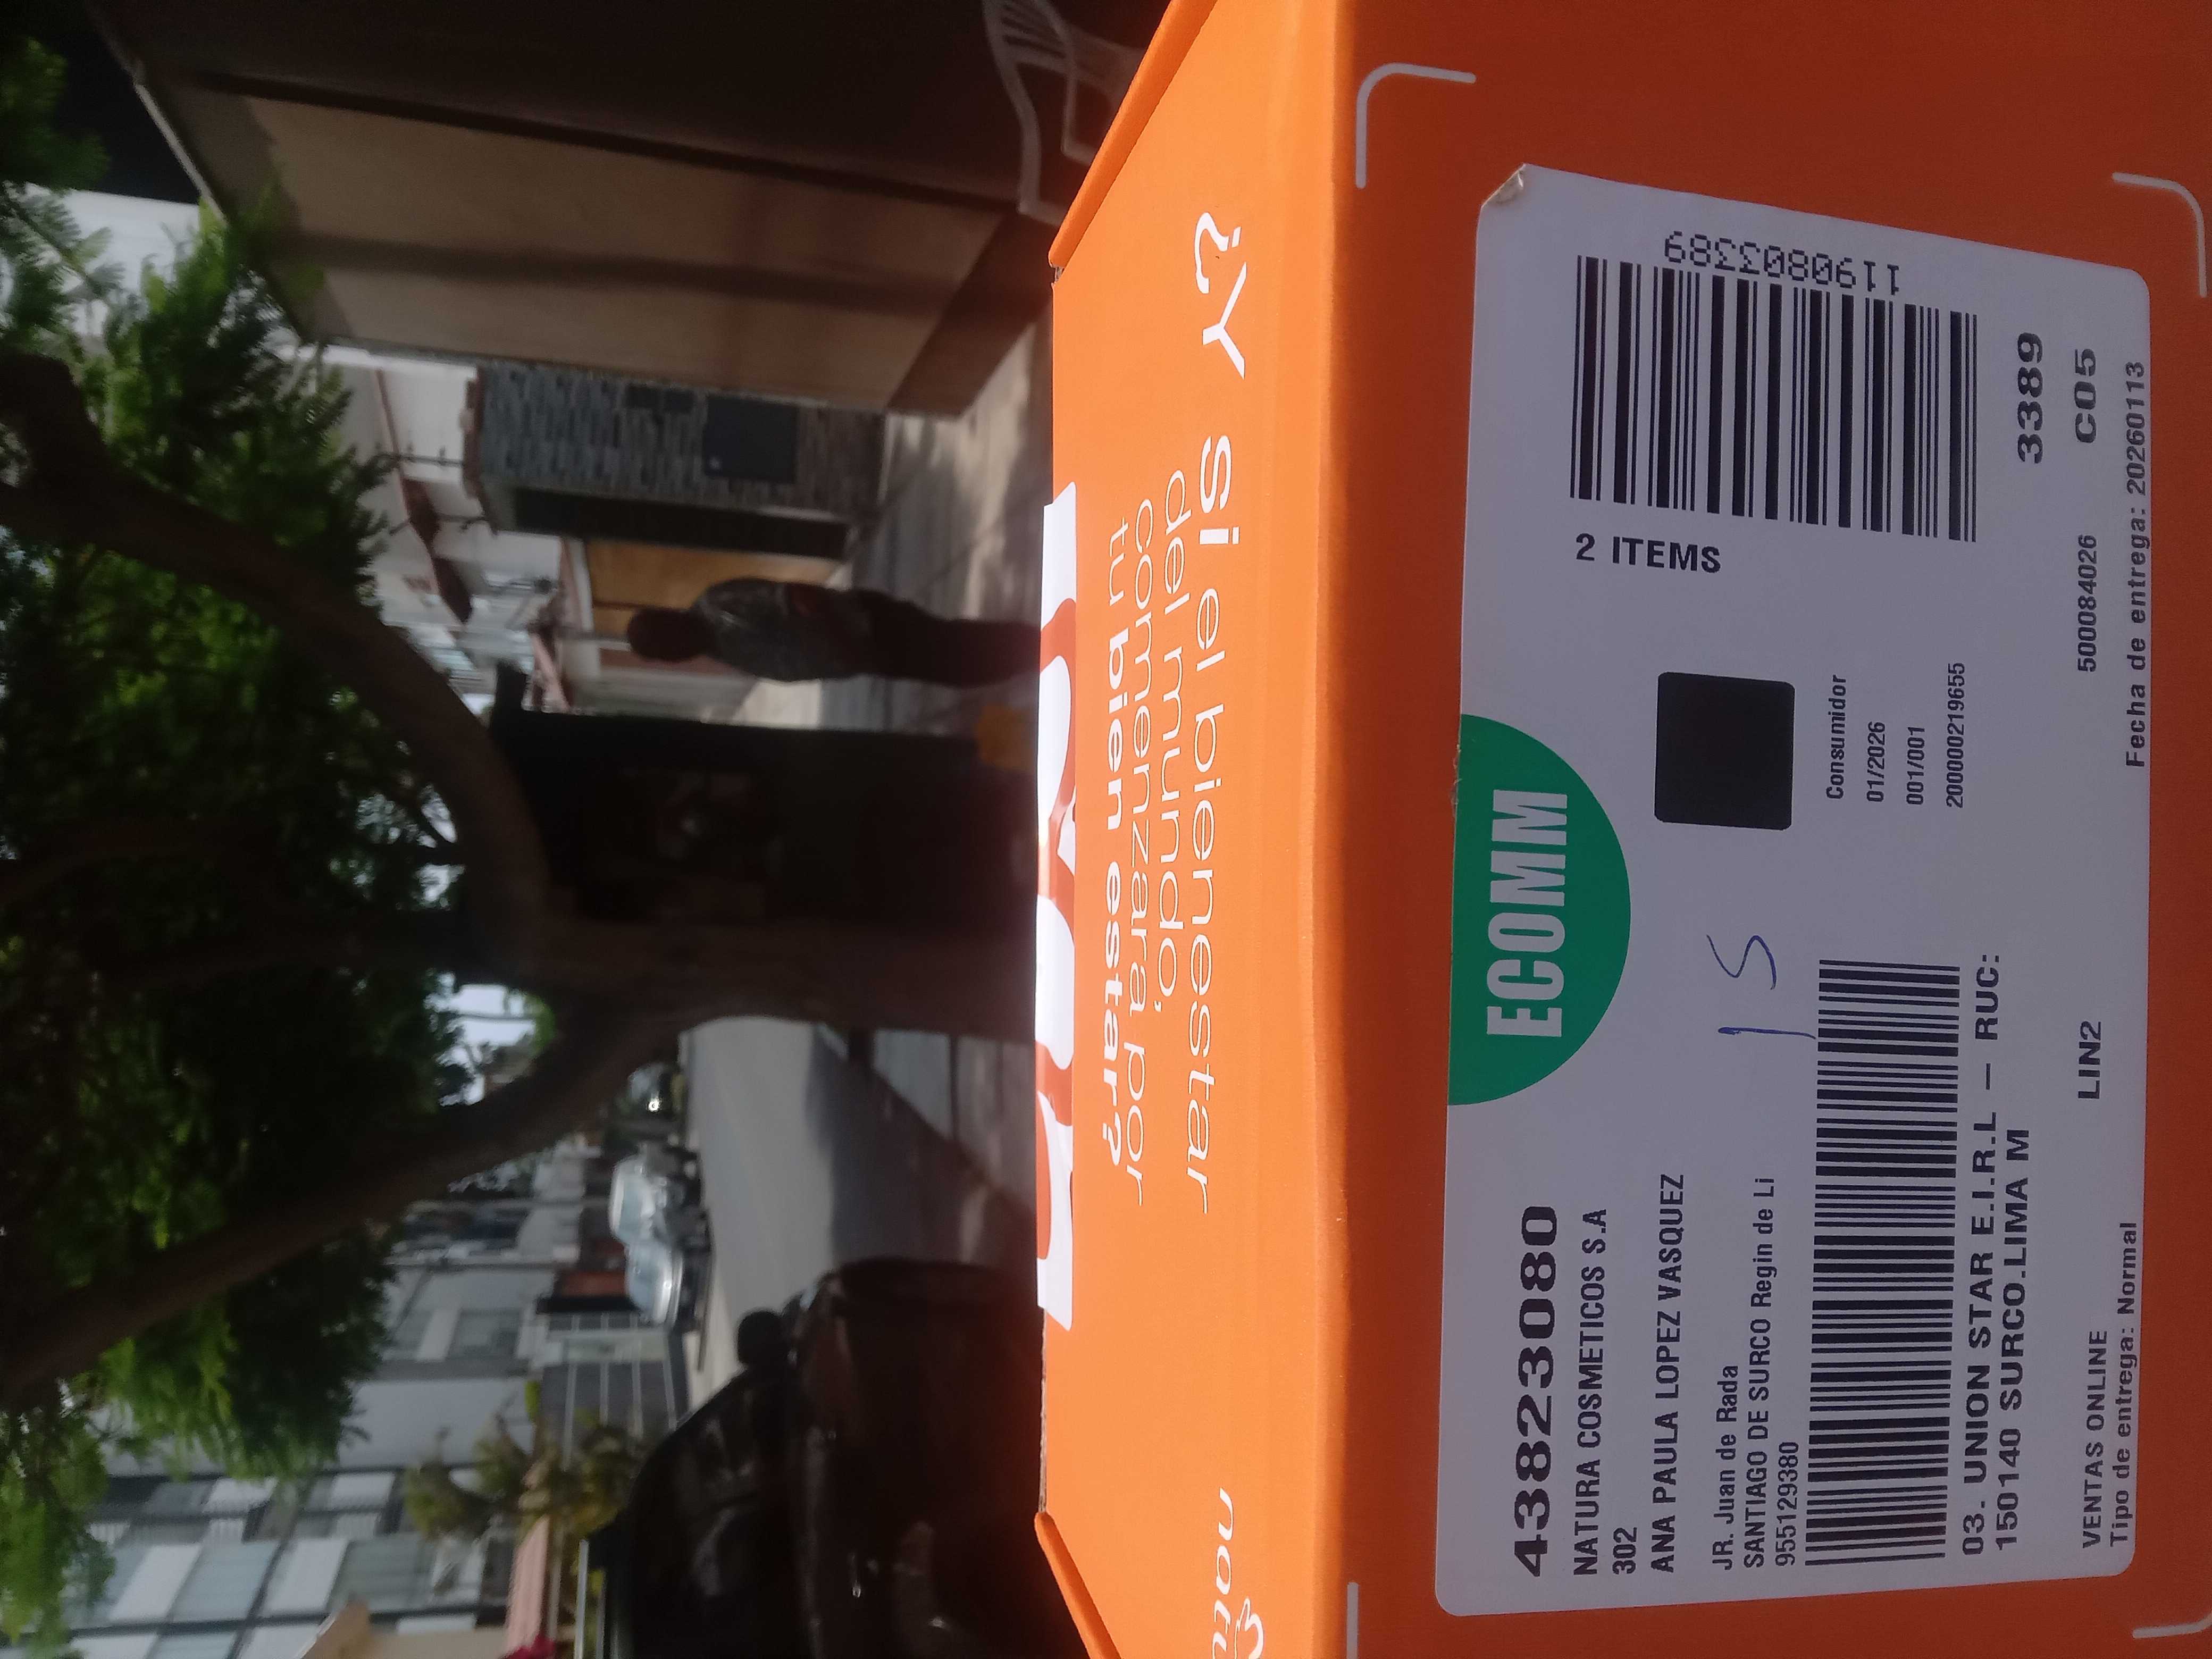 ¿Y si el bienestar
del mundo,
comenzara por
tu bien estar?
ECOMM
43823080
NATURA COSMETICOS S.A
302
ANA PAULA LOPEZ VASQUEZ
JR. Juan de Rada
SANTIAGO DE SURCO Regin de Li
955129380
2 ITEMS
1190803389
15
Consumidor
01/2026
001/001
200000219655
03. UNION STAR E.I.R.L – RUC:
150140 SURCO.LIMA M
3389
VENTAS ONLINE
LIN2
500084026
C05
Tipo de entrega: Normal
Fecha de entrega: 20260113